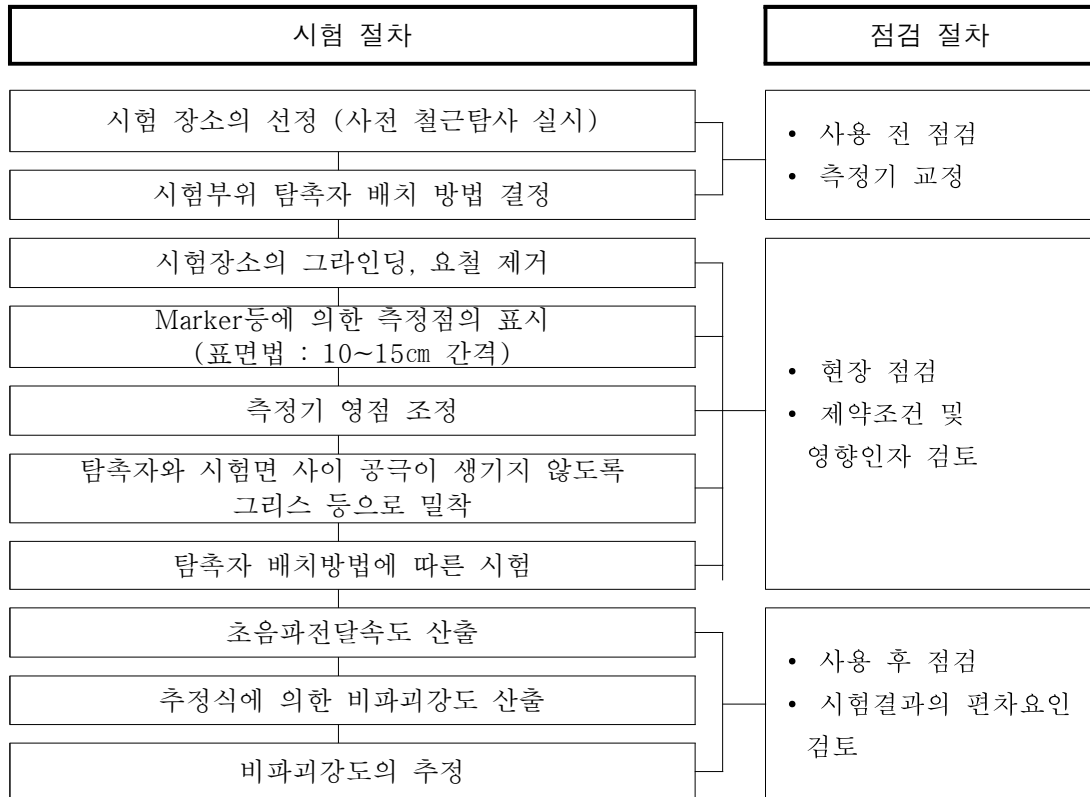 시험 절차
점검 절차
시험 장소의 선정 (사전 철근탐사 실시)
시험부위 탐촉자 배치 방법 결정
• 사용 전 점검
• 측정기 교정
시험장소의 그라인딩, 요철 제거
Marker등에 의한 측정점의 표시
(표면법 : 10~15㎝ 간격)
측정기 영점 조정
탐촉자와 시험면 사이 공극이 생기지 않도록
그리스 등으로 밀착
탐촉자 배치방법에 따른 시험
• 현장 점검
• 제약조건 및
영향인자 검토
초음파전달속도 산출
추정식에 의한 비파괴강도 산출
비파괴강도의 추정
• 사용 후 점검
• 시험결과의 편차요인
검토